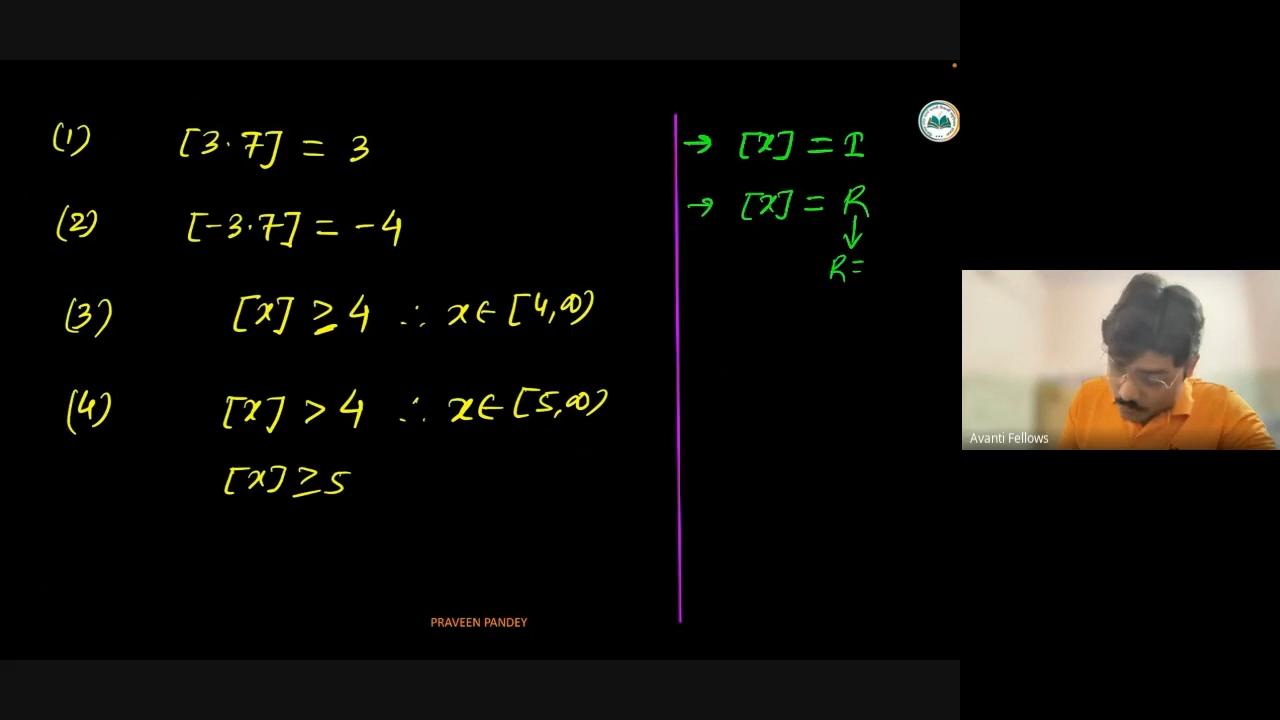 (1) [3.7] = 3
(2) [-3.7] = -4
(3) [x] ≥ 4 ∴ x ∈ [4,∞)
(4) [x] > 4 ∴ x ∈ [5,∞)
[x] ≥ 5
→ [x] = I
→ [x] = R
↓
R =
PRAVEEN PANDEY
Avanti Fellows